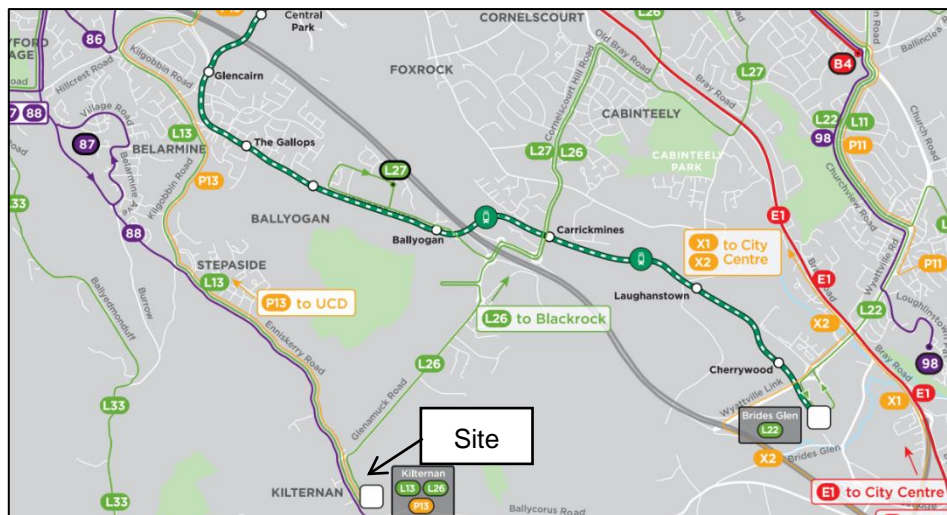 Central
Park
CORNELSCOURT
L26
86
Kilgobbin Road
Glencairn
FOXROCK
Old Bray Road
Bray Road
L27
B4
Hillcrest Road
Village Road
88
87
Belarmine Ave
L13
BELARMINE
The Gallops
Kilgobbin Road
P13
L27
Cornelscourt Hill Road
L27
L26
CABINTEELY
CABINTEELY
PARK
L22
98
L11
P11
Church Road
Churchview Road
L33
88
BALLYOGAN
Ballyogan
Carrickmines
E1
X1 to City
X2 Centre
Wyattville Rd
P11
STEPASIDE
L13
P13 to UCD
Ballyedmonduff
Burrow
Enniskerry Road
L26 to Blackrock
Laughanstown
E1
X2
L22
L26
Glenamuck Road
Cherrywood
Wyattville Link
Bray Road
98
L33
Site
Brides Glen
L22
X1
E1
X2
Brides Glen
KILTERNAN
Kilternan
L13 L26
P13
L33
Ballycorus Road
E1 to City Centre